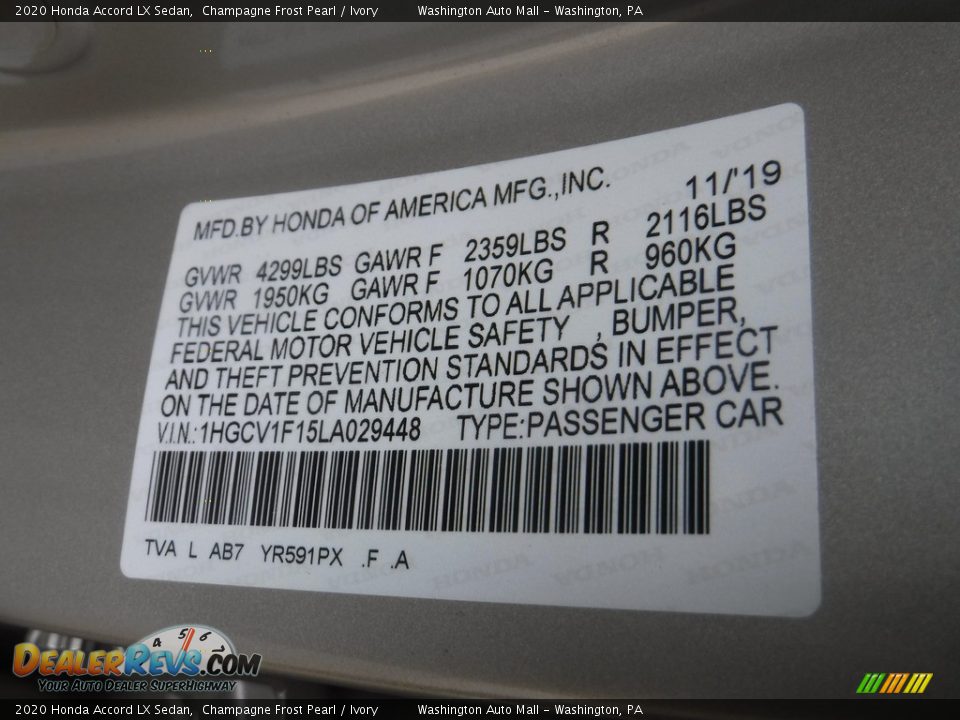 2020 Honda Accord LX Sedan, Champagne Frost Pearl / Ivory Washington Auto Mall - Washington, PA
MFD.BY HONDA OF AMERICA MFG.,INC. 11/'19
GVWR 4299LBS GAWR F 2359LBS R 2116LBS
GVWR 1950KG GAWR F 1070KG R 960KG
THIS VEHICLE CONFORMS TO ALL APPLICABLE
FEDERAL MOTOR VEHICLE SAFETY , BUMPER,
AND THEFT PREVENTION STANDARDS IN EFFECT
ON THE DATE OF MANUFACTURE SHOWN ABOVE.
V.I.N.:1HGCV1F15LA029448 TYPE:PASSENGER CAR
TVA L AB7 YR591PX .F .A
4 5 6
DEALERREVS.COM
YOUR AUTO DEALER SUPERHIGHWAY
2020 Honda Accord LX Sedan, Champagne Frost Pearl / Ivory Washington Auto Mall - Washington, PA